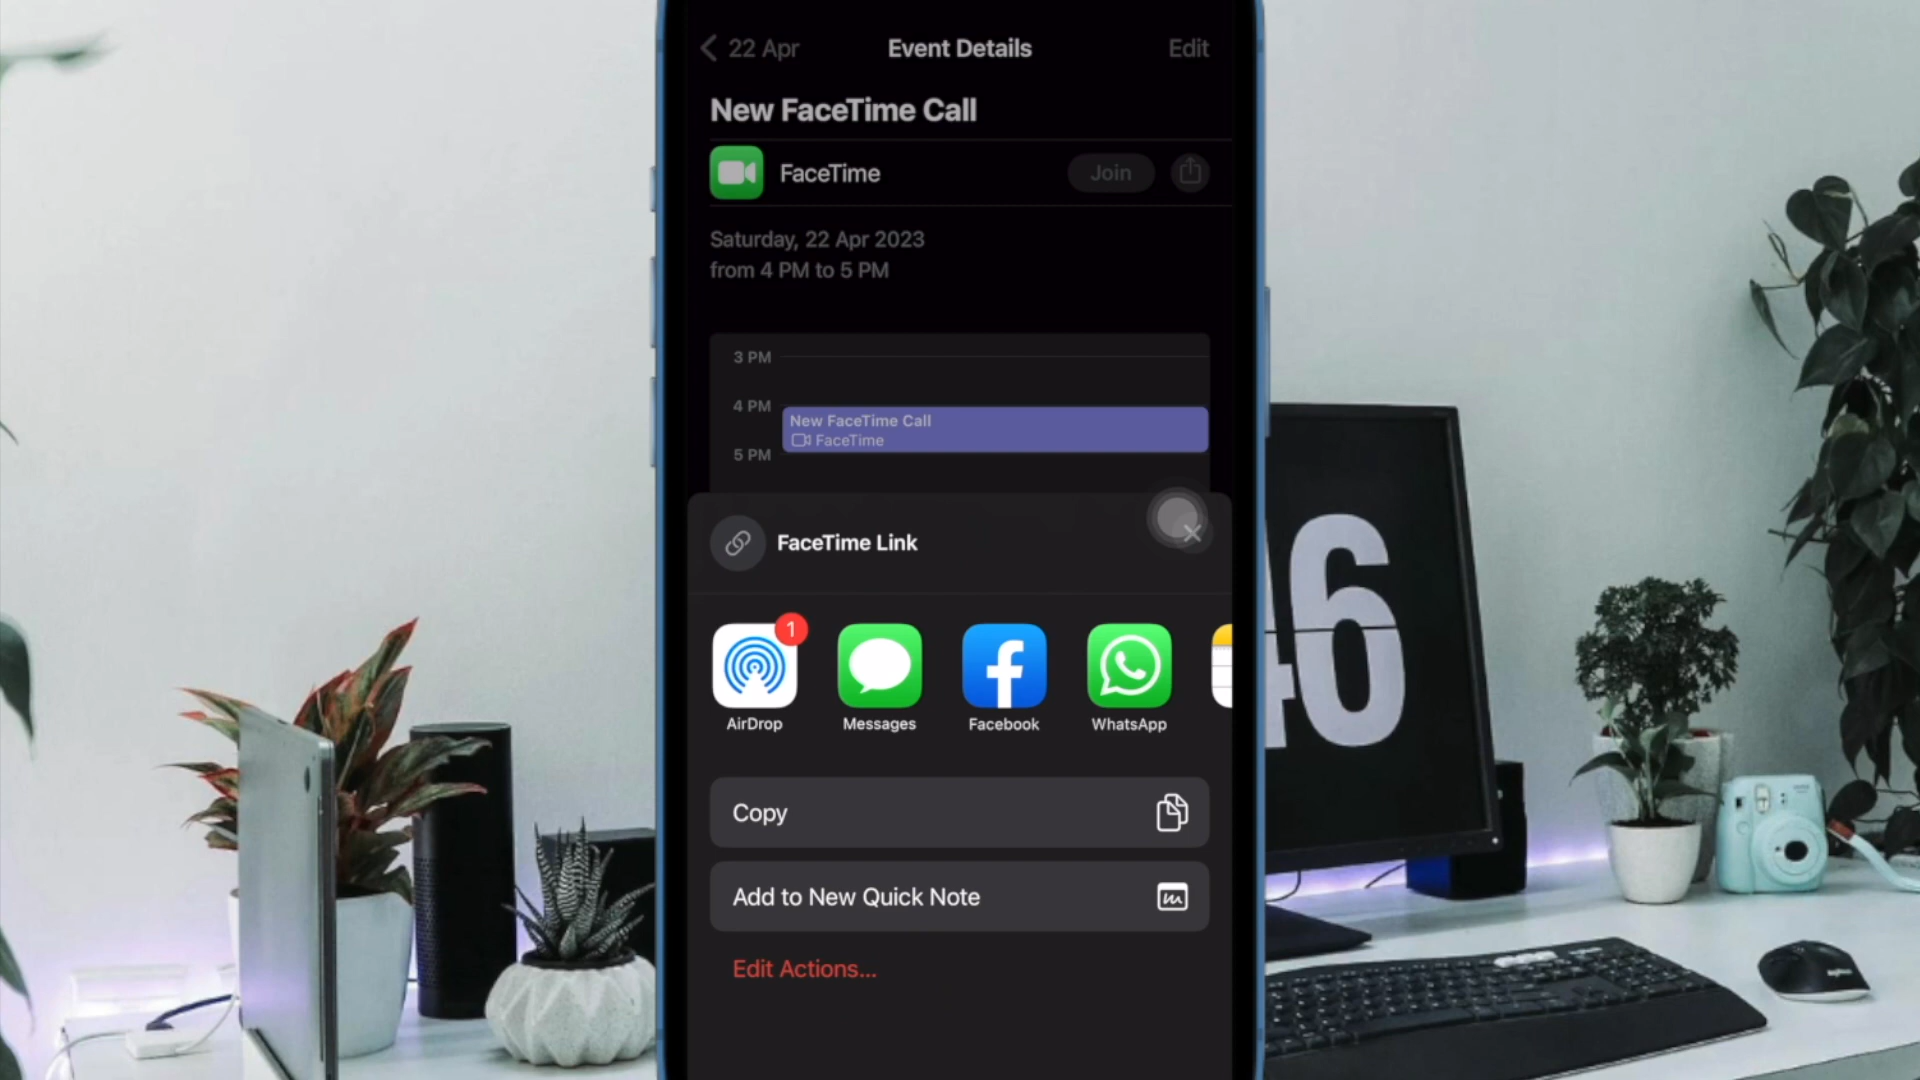 22 Apr
Event Details
Edit
New FaceTime Call
FaceTime
Join
Saturday, 22 Apr 2023
from 4 PM to 5 PM
3 PM
4 PM
New FaceTime Call
FaceTime
5 PM
FaceTime Link
1
AirDrop
Messages
Facebook
WhatsApp
Copy
Add to New Quick Note
Edit Actions...
46